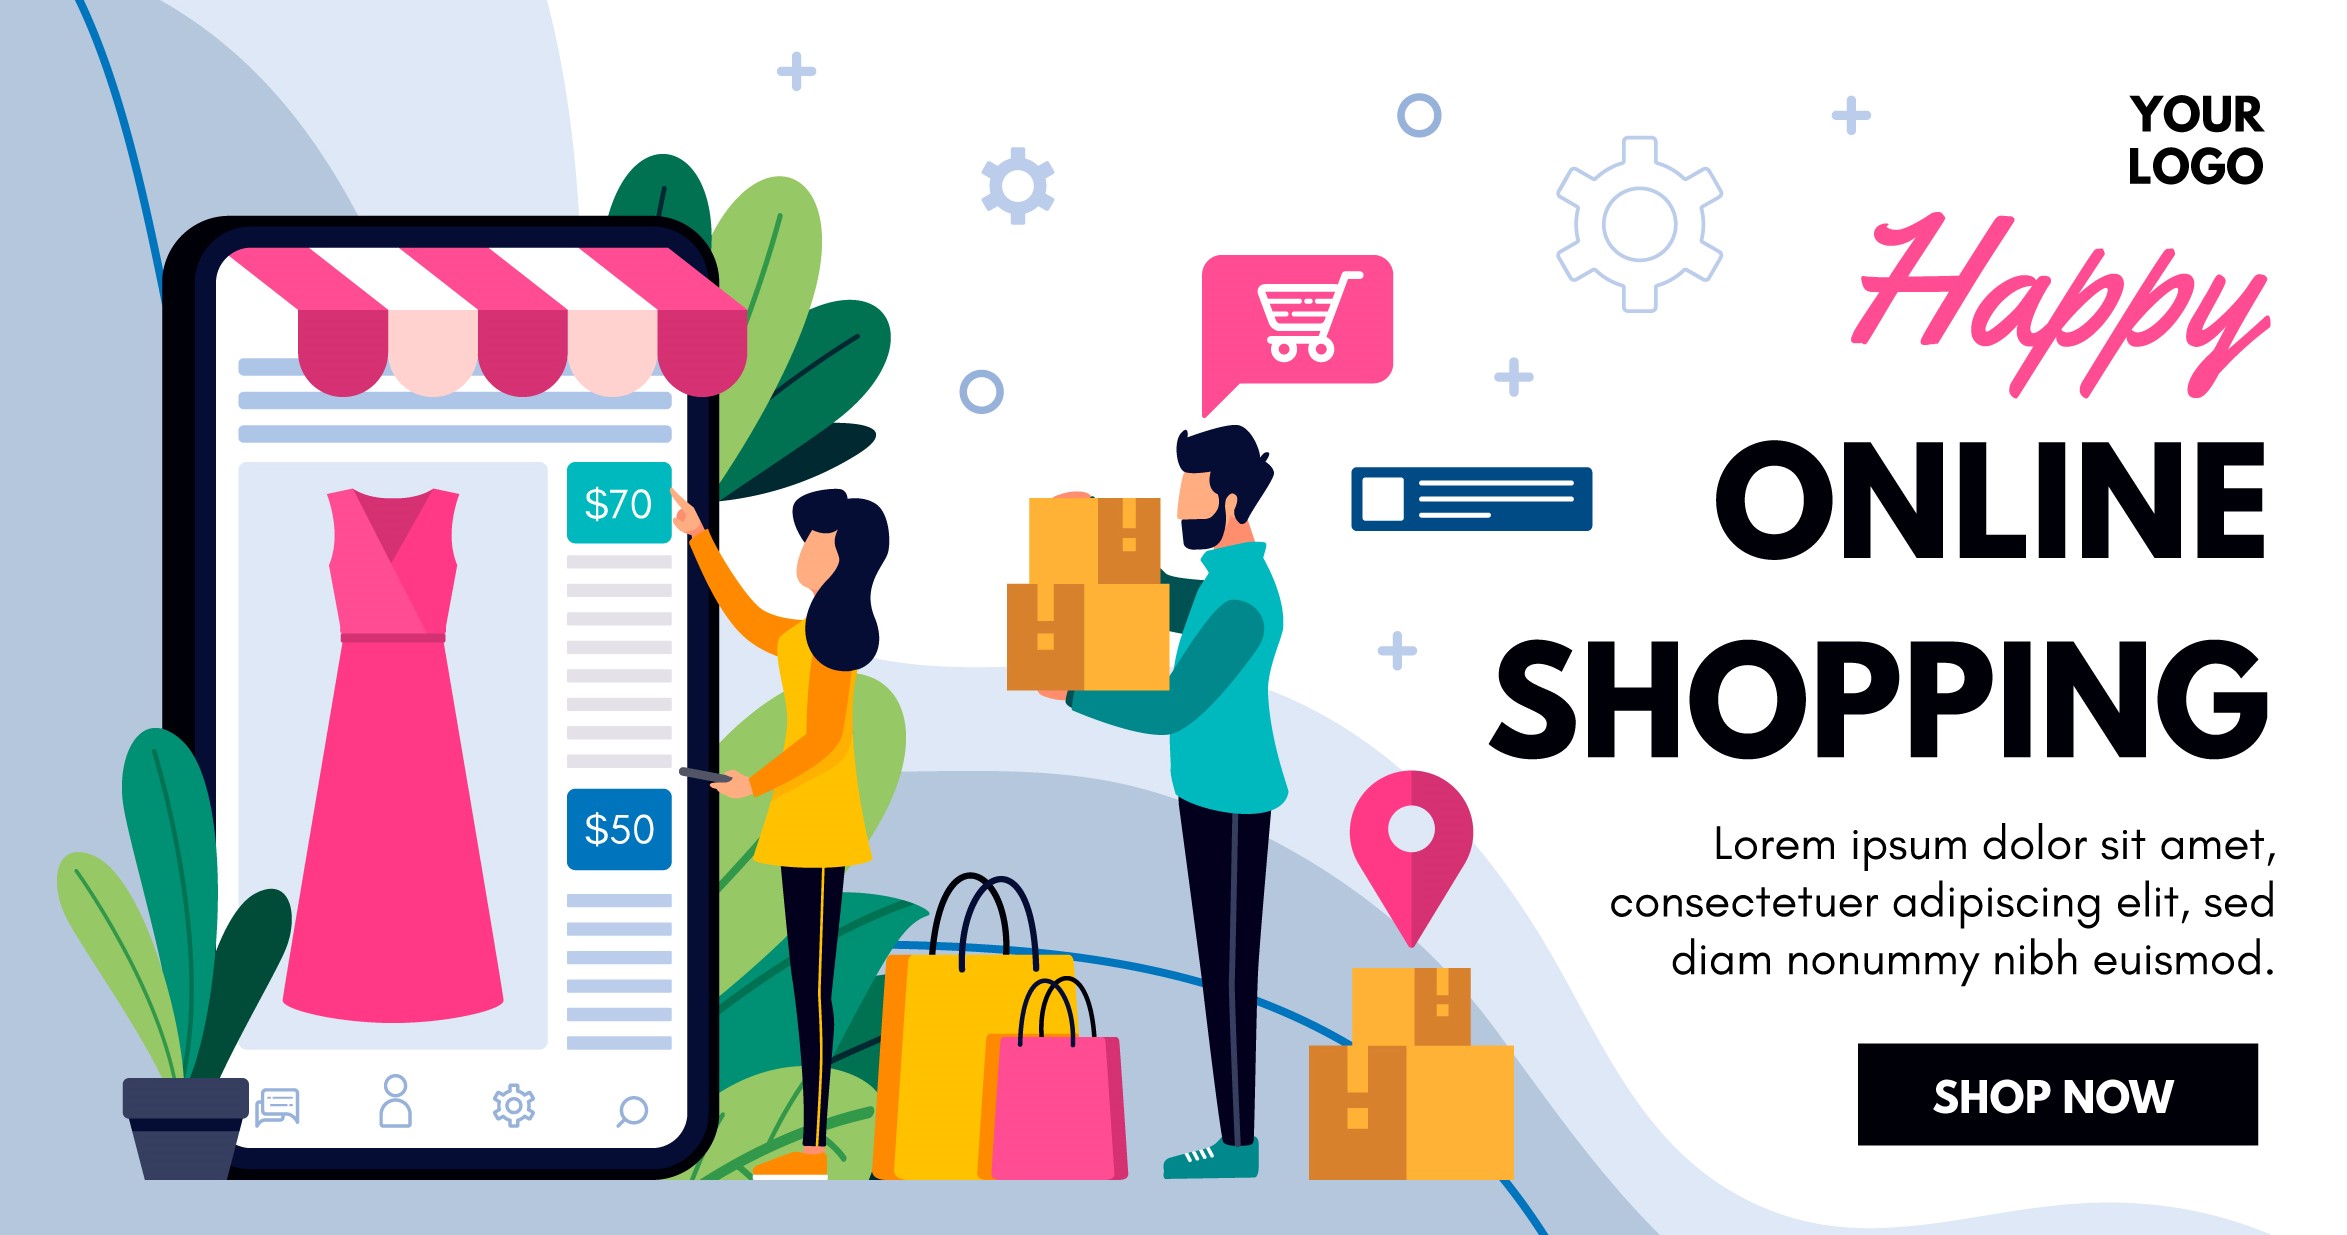 YOUR
LOGO
Happy
ONLINE
SHOPPING
Lorem ipsum dolor sit amet,
consectetuer adipiscing elit, sed
diam nonummy nibh euismod.
SHOP NOW
$70
$50